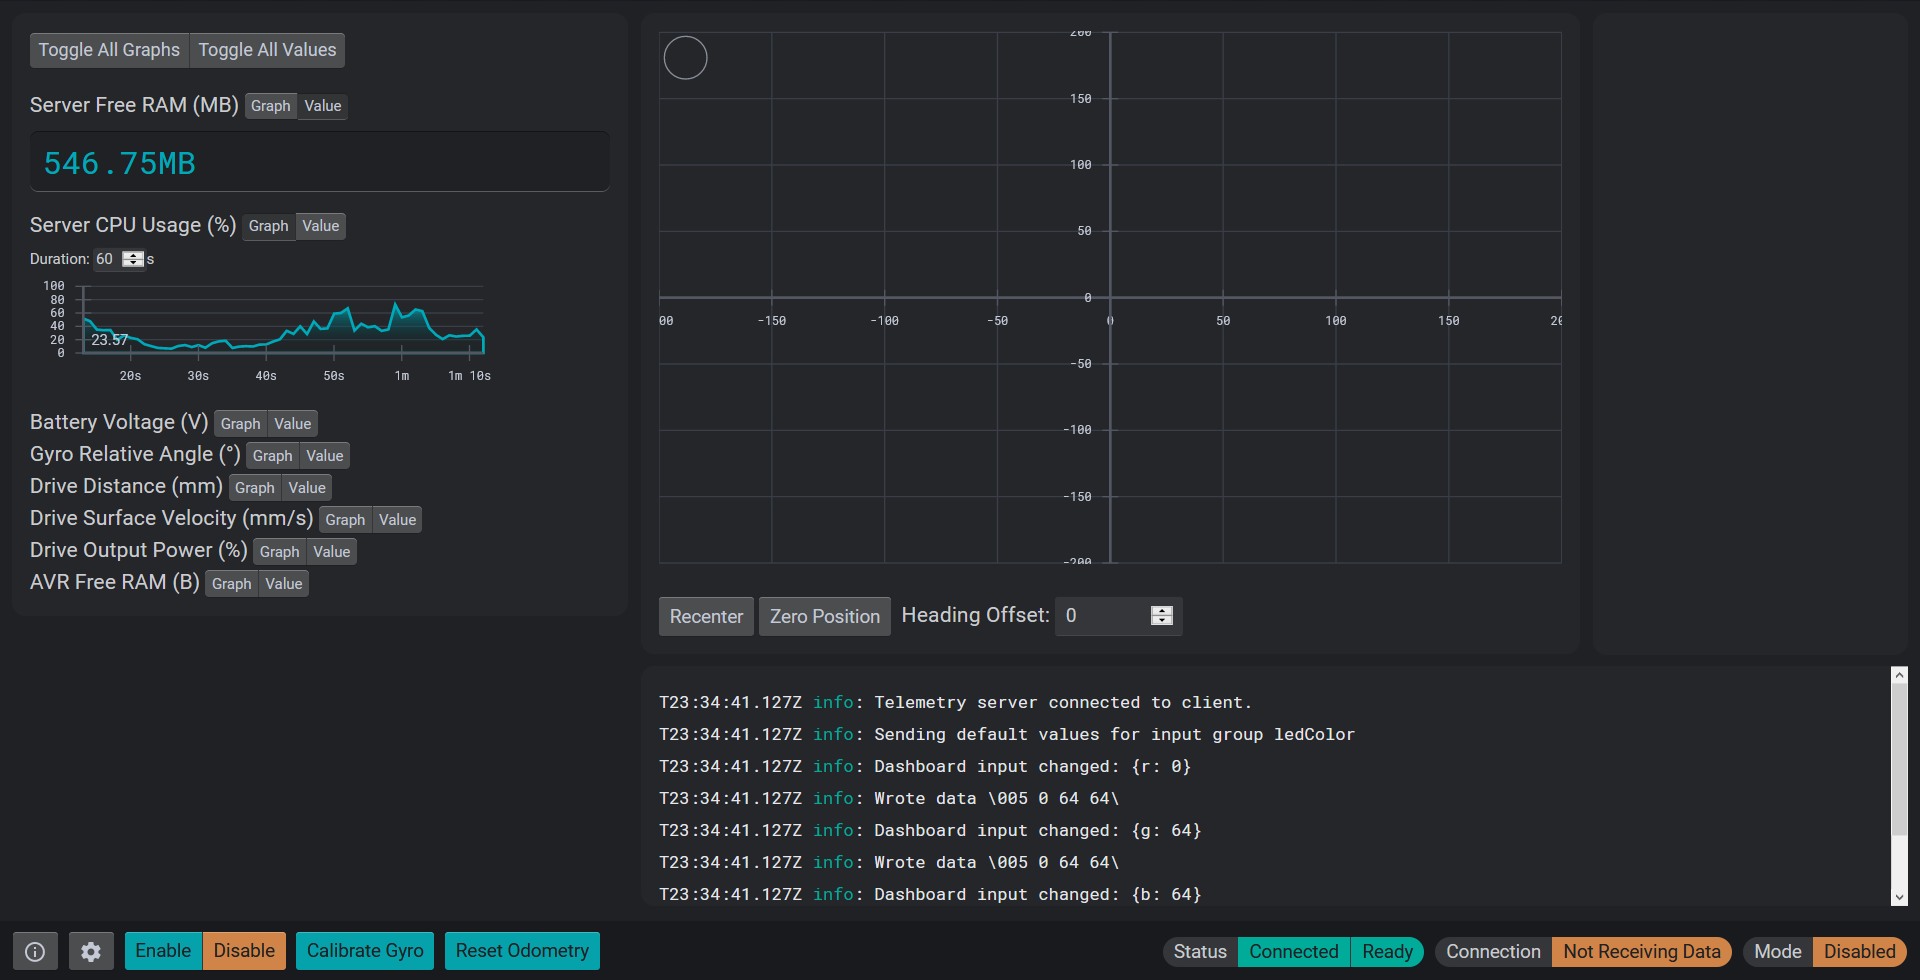 Toggle All Graphs Toggle All Values
Server Free RAM (MB) Graph Value
546.75MB
Server CPU Usage (%) Graph Value
Duration: 60 s
100
80
60
40
20
0
23.57
20s 30s 40s 50s 1m 1m 10s
Battery Voltage (V) Graph Value
Gyro Relative Angle (°) Graph Value
Drive Distance (mm) Graph Value
Drive Surface Velocity (mm/s) Graph Value
Drive Output Power (%) Graph Value
AVR Free RAM (B) Graph Value
200
150
100
50
0
00 -150 -100 -50 0 50 100 150 20
-50
-100
-150
-200
Recenter Zero Position Heading Offset: 0
T23:34:41.127Z info: Telemetry server connected to client.
T23:34:41.127Z info: Sending default values for input group ledColor
T23:34:41.127Z info: Dashboard input changed: {r: 0}
T23:34:41.127Z info: Wrote data \005 0 64 64\
T23:34:41.127Z info: Dashboard input changed: {g: 64}
T23:34:41.127Z info: Wrote data \005 0 64 64\
T23:34:41.127Z info: Dashboard input changed: {b: 64}
Enable Disable Calibrate Gyro Reset Odometry Status Connected Ready Connection Not Receiving Data Mode Disabled